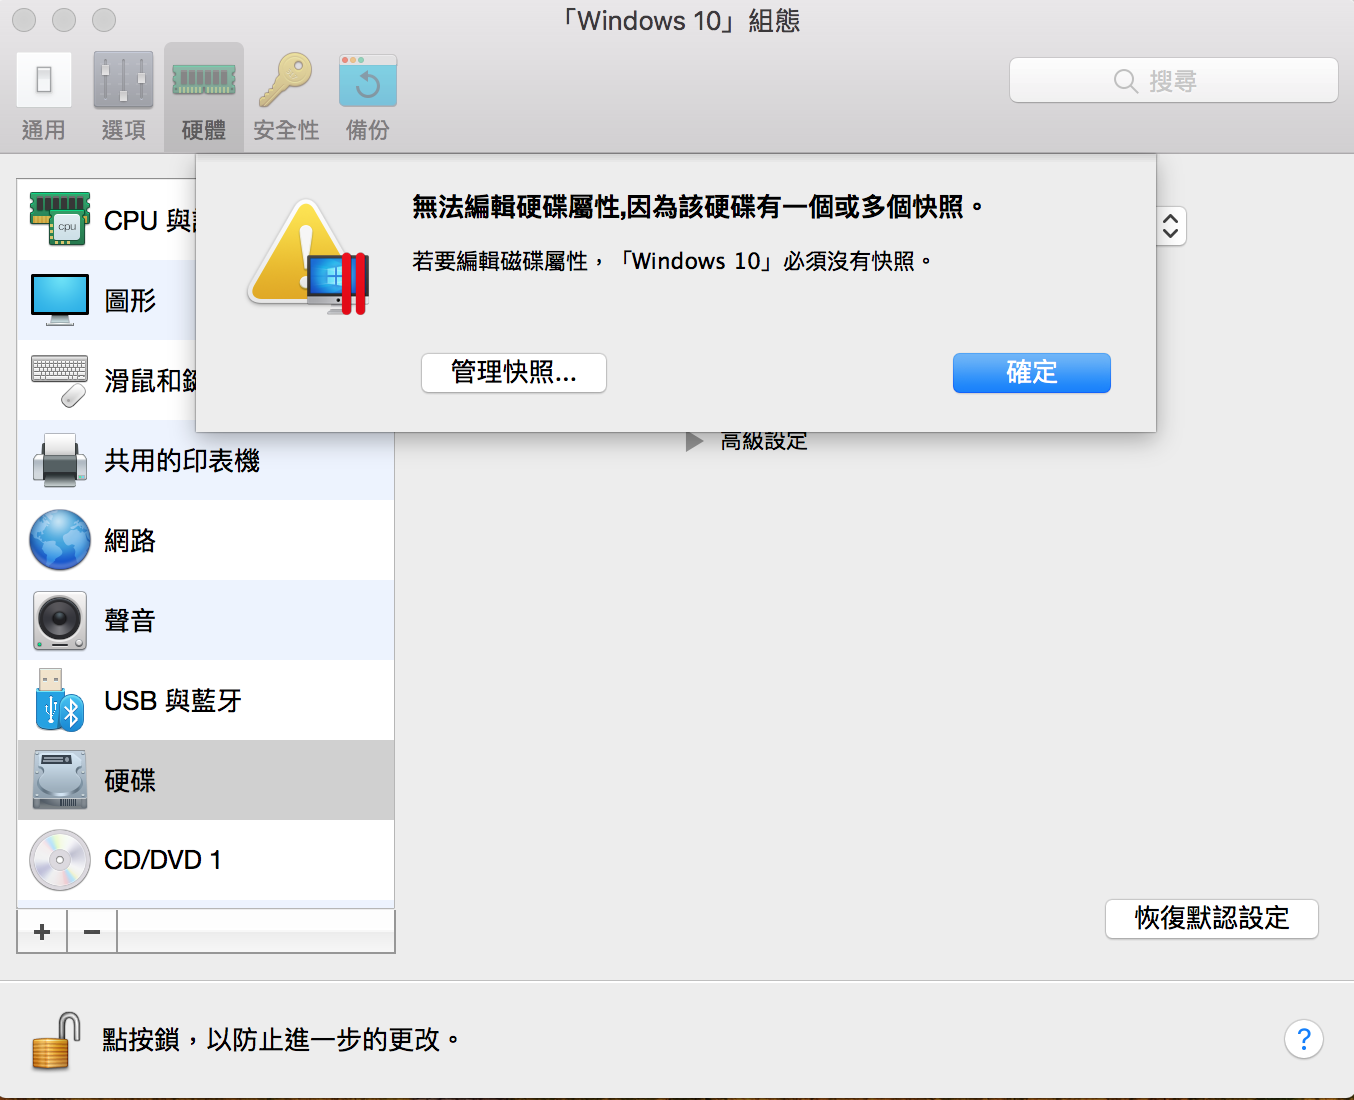 「Windows 10」組態
通用
選項
硬體
安全性
備份
搜尋
無法編輯硬碟屬性,因為該硬碟有一個或多個快照。
若要編輯磁碟屬性，「Windows 10」必須沒有快照。
管理快照...
確定
CPU 與
圖形
滑鼠和
共用的印表機
網路
聲音
USB 與藍牙
硬碟
CD/DVD 1
高級設定
+
−
恢復默認設定
點按鎖，以防止進一步的更改。
?
cpu